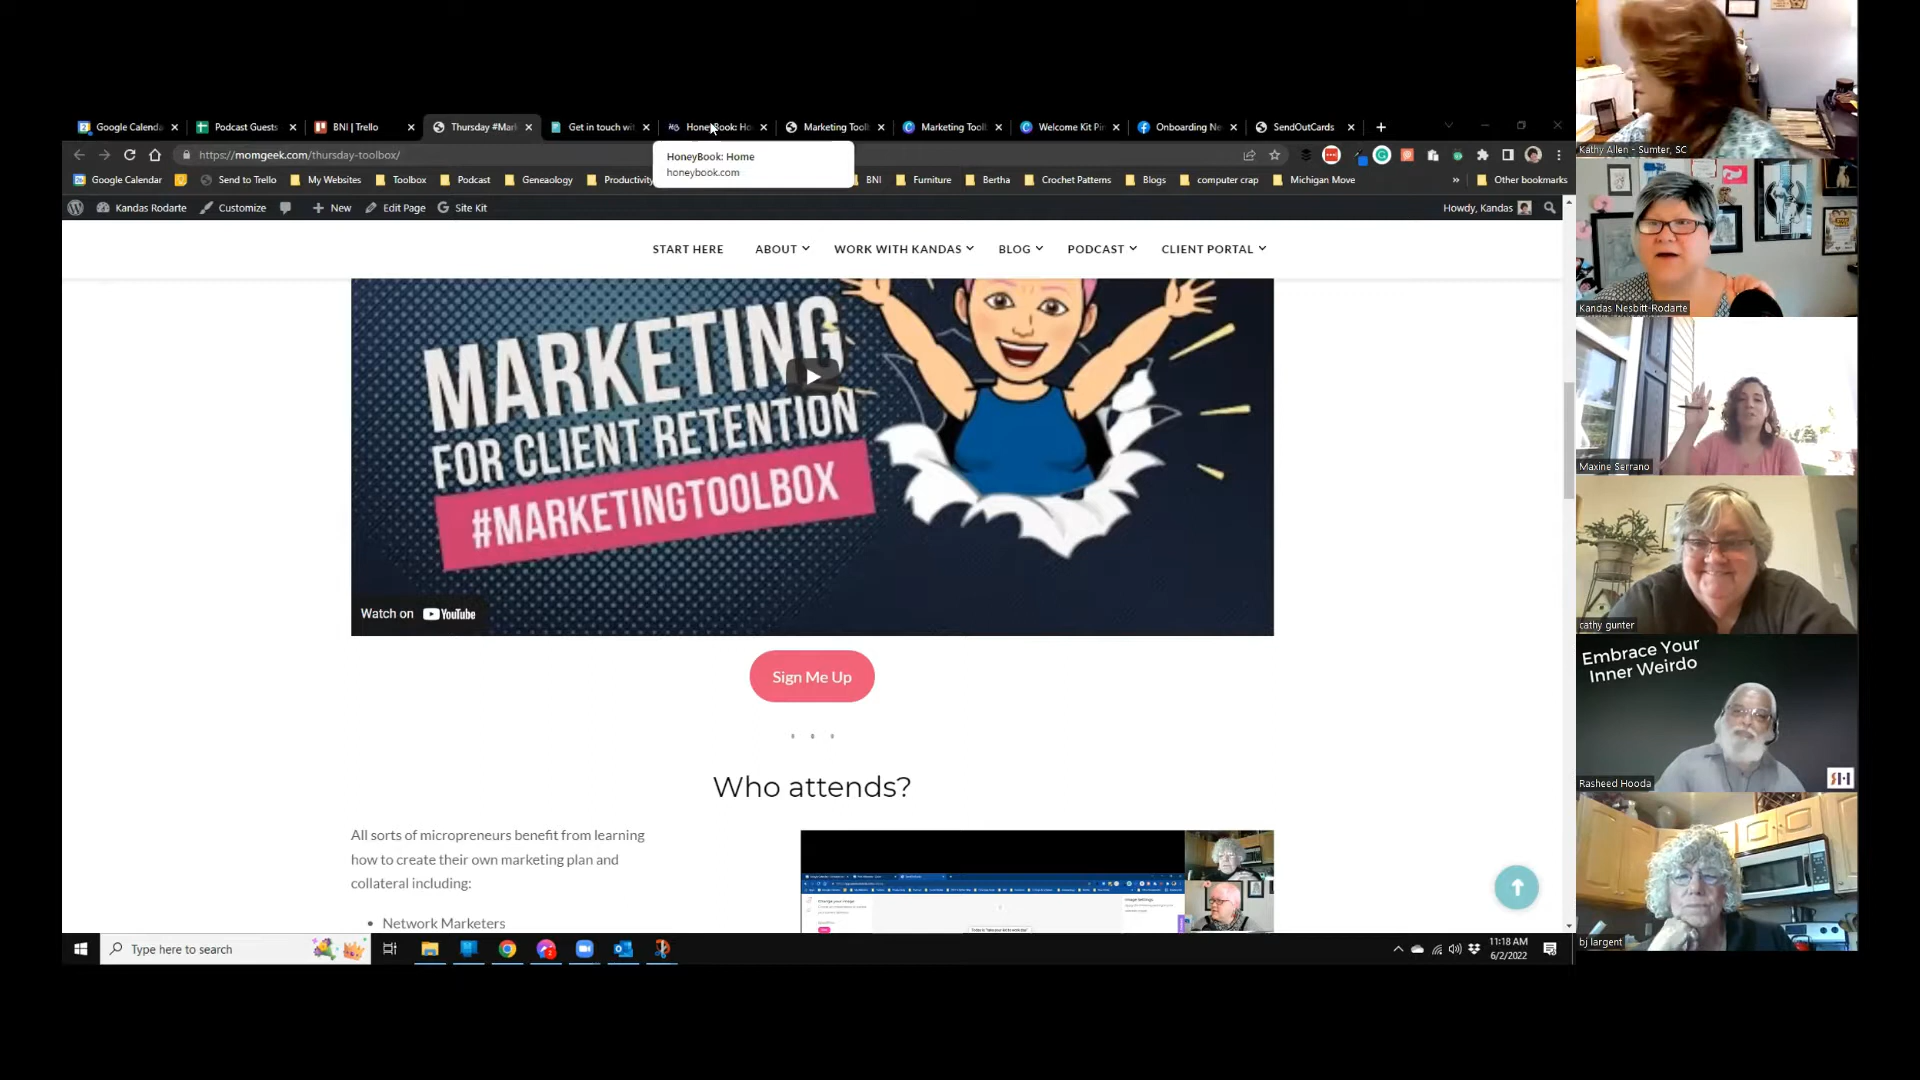 Google Calenda
Podcast Guests
BNI | Trello
Thursday #Mark
Get in touch wit
HoneyBook: Ho
Marketing Toolb
Marketing Toolb
Welcome Kit Pin
Onboarding Ne
SendOutCards
https://momgeek.com/thursday-toolbox/
HoneyBook: Home
honeybook.com
Google Calendar
Send to Trello
My Websites
Toolbox
Podcast
Geneaology
Productivity
BNI
Furniture
Bertha
Crochet Patterns
Blogs
computer crap
Michigan Move
Other bookmarks
Kandas Rodarte
Customize
New
Edit Page
Site Kit
Howdy, Kandas
START HERE
ABOUT
WORK WITH KANDAS
BLOG
PODCAST
CLIENT PORTAL
MARKETING
FOR CLIENT RETENTION
#MARKETINGTOOLBOX
Watch on YouTube
Sign Me Up
Who attends?
All sorts of micropreneurs benefit from learning
how to create their own marketing plan and
collateral including:
• Network Marketers
Type here to search
11:18 AM
6/2/2022
Kathy Allen - Sumter, SC
Kandas Nesbitt-Rodarte
Maxine Serrano
cathy gunter
Embrace Your
Inner Weirdo
Rasheed Hooda
bj largent